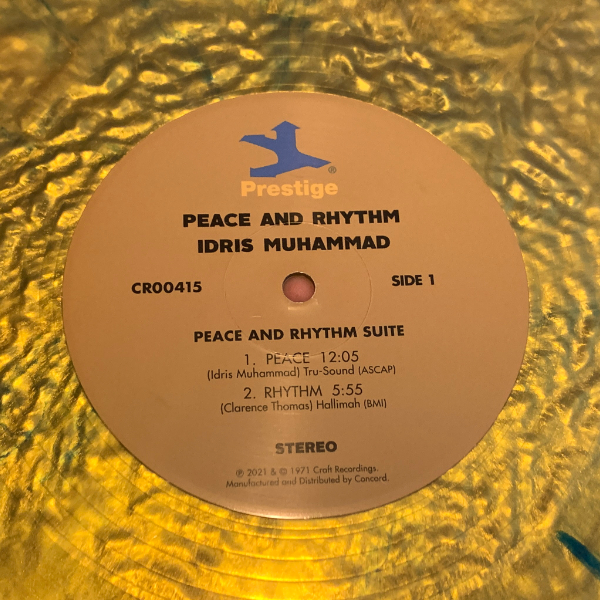 ®
Prestige
PEACE AND RHYTHM
IDRIS MUHAMMAD
CR00415
SIDE 1
PEACE AND RHYTHM SUITE
1. PEACE 12:05
(Idris Muhammad) Tru-Sound (ASCAP)
2. RHYTHM 5:55
(Clarence Thomas) Hallimah (BMI)
STEREO
℗ 2021 & © 1971 Craft Recordings.
Manufactured and Distributed by Concord.